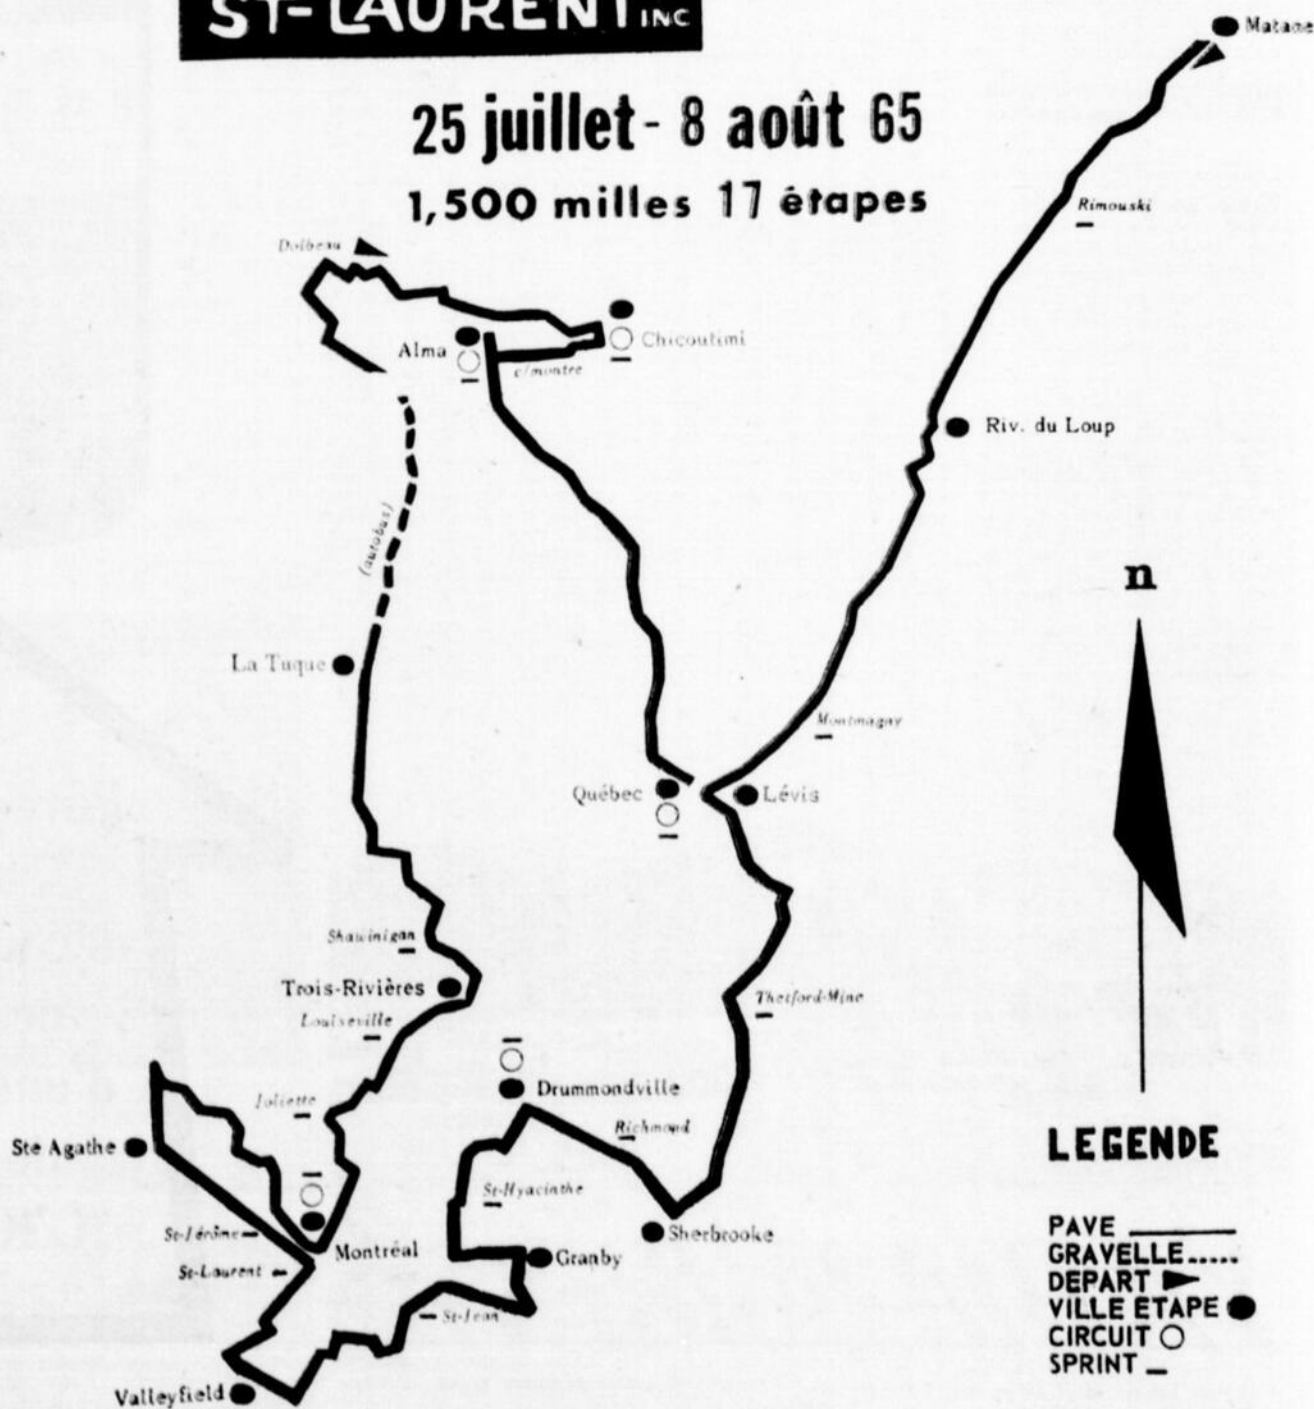 ST-LAURENT INC
25 juillet - 8 août 65
1,500 milles 17 étapes
Matane
Rimouski
Dolbeau
Alma
Chicoutimi
c/montre
Riv. du Loup
(autobus)
n
La Tuque
Montmagny
Québec
Lévis
Shawinigan
Trois-Rivières
Louiseville
Thetford-Mine
Drummondville
Joliette
Richmond
Ste Agathe
St-Hyacinthe
St-Jérôme
Montréal
Sherbrooke
Granby
St-Laurent
St-Jean
Valleyfield
LEGENDE
PAVE
GRAVELLE.....
DEPART
VILLE ETAPE
CIRCUIT
SPRINT